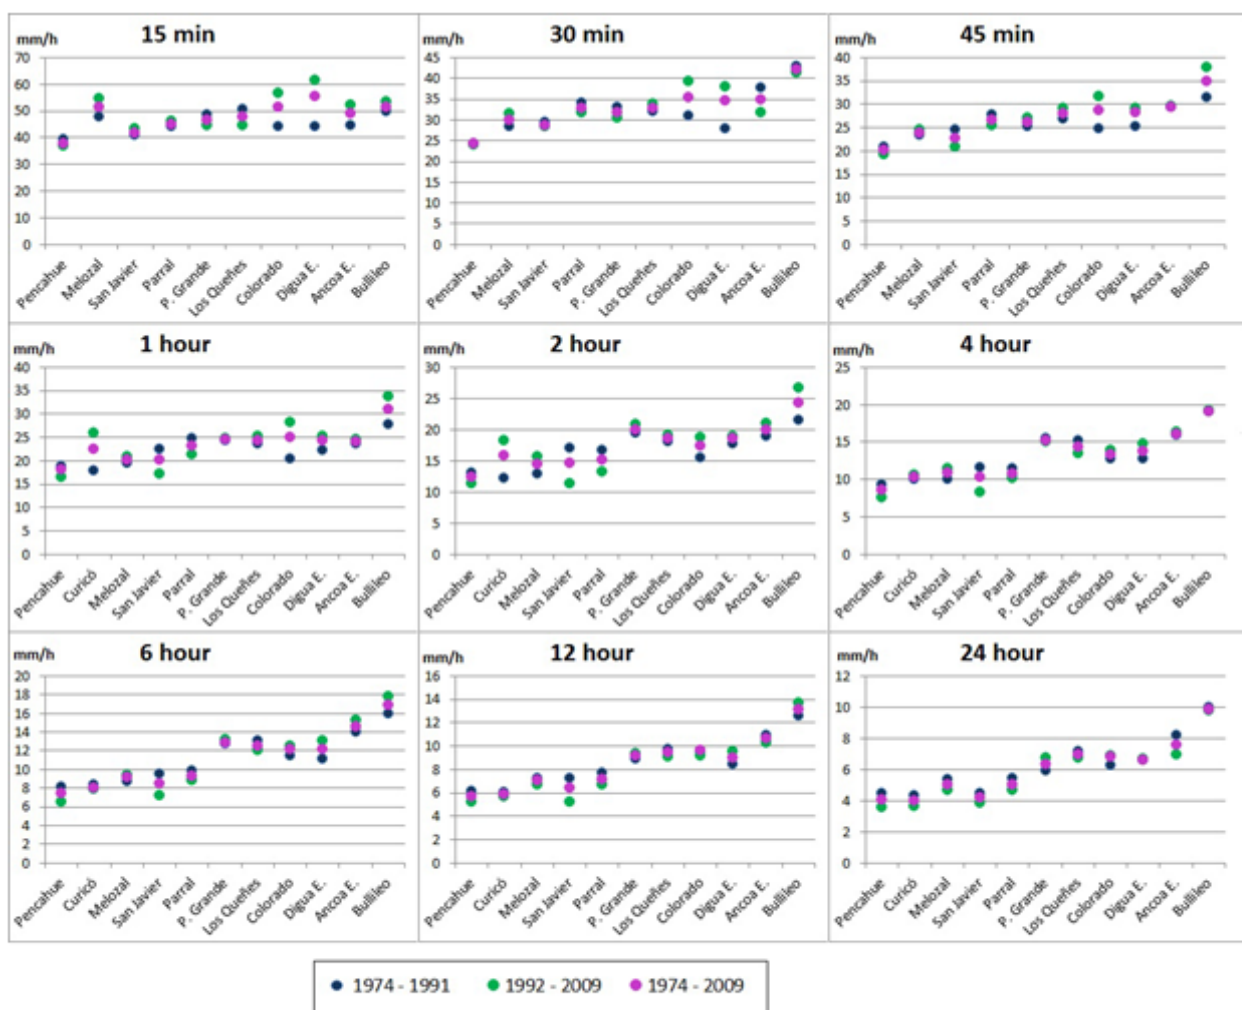 mm/h 15 min
70
60
50
40
30
20
10
0
Pencahue
Melozal
San Javier
Parral
P. Grande
Los Queñes
Colorado
Digua E.
Ancoa E.
Bullileo
mm/h 30 min
45
40
35
30
25
20
15
10
5
0
Pencahue
Melozal
San Javier
Parral
P. Grande
Los Queñes
Colorado
Digua E.
Ancoa E.
Bullileo
mm/h 45 min
40
35
30
25
20
15
10
5
0
Pencahue
Melozal
San Javier
Parral
P. Grande
Los Queñes
Colorado
Digua E.
Ancoa E.
Bullileo
mm/h 1 hour
40
35
30
25
20
15
10
5
0
Pencahue
Curicó
Melozal
San Javier
Parral
P. Grande
Los Queñes
Colorado
Digua E.
Ancoa E.
Bullileo
mm/h 2 hour
30
25
20
15
10
5
0
Pencahue
Curicó
Melozal
San Javier
Parral
P. Grande
Los Queñes
Colorado
Digua E.
Ancoa E.
Bullileo
mm/h 4 hour
25
20
15
10
5
0
Pencahue
Curicó
Melozal
San Javier
Parral
P. Grande
Los Queñes
Colorado
Digua E.
Ancoa E.
Bullileo
mm/h 6 hour
20
18
16
14
12
10
8
6
4
2
0
Pencahue
Curicó
Melozal
San Javier
Parral
P. Grande
Los Queñes
Colorado
Digua E.
Ancoa E.
Bullileo
mm/h 12 hour
16
14
12
10
8
6
4
2
0
Pencahue
Curicó
Melozal
San Javier
Parral
P. Grande
Los Queñes
Colorado
Digua E.
Ancoa E.
Bullileo
mm/h 24 hour
12
10
8
6
4
2
0
Pencahue
Curicó
Melozal
San Javier
Parral
P. Grande
Los Queñes
Colorado
Digua E.
Ancoa E.
Bullileo
1974 - 1991 1992 - 2009 1974 - 2009